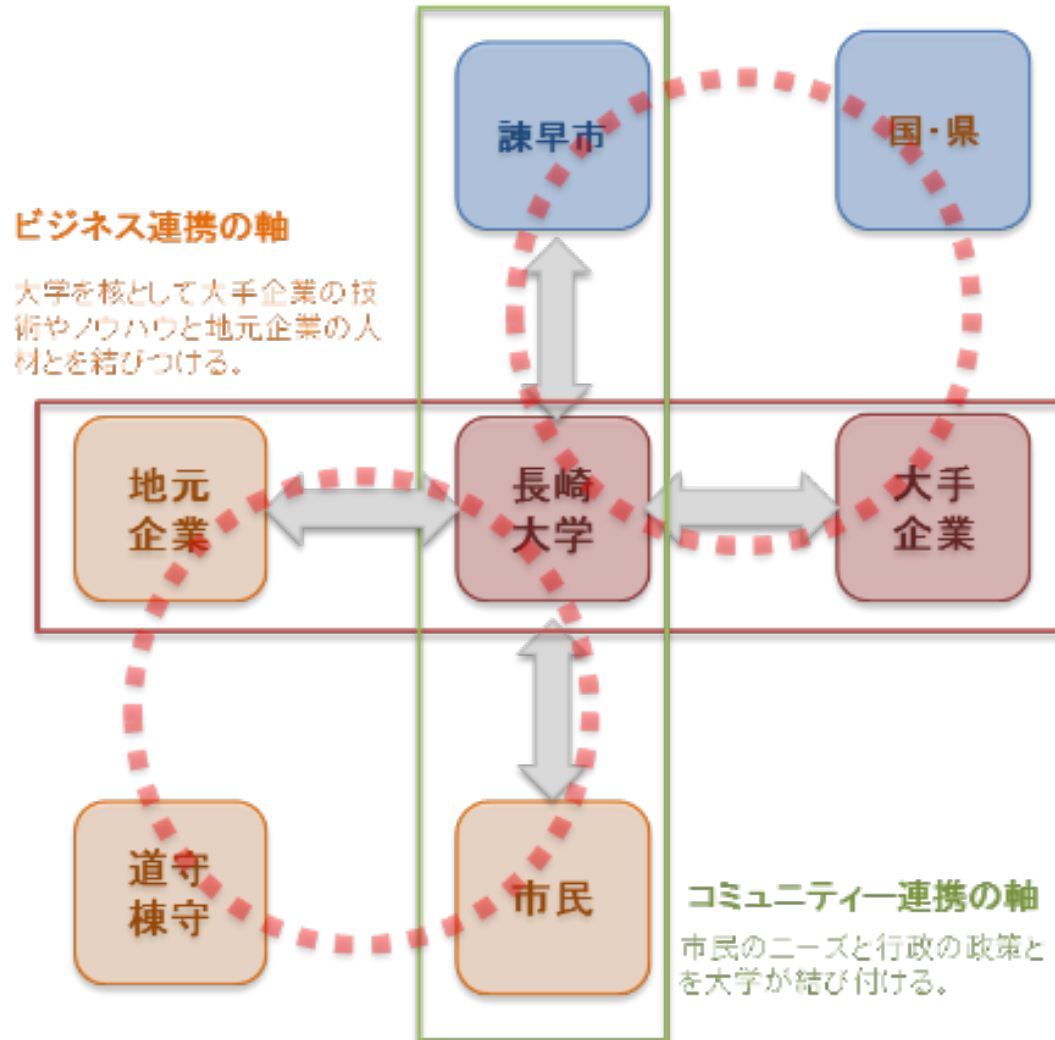 諫早市
国・県
ビジネス連携の軸
大学を核として大手企業の技
術やノウハウと地元企業の人
材とを結びつける。
地元
企業
長崎
大学
大手
企業
道守
棟守
市民
コミュニティー連携の軸
市民のニーズと行政の政策と
を大学が結び付ける。